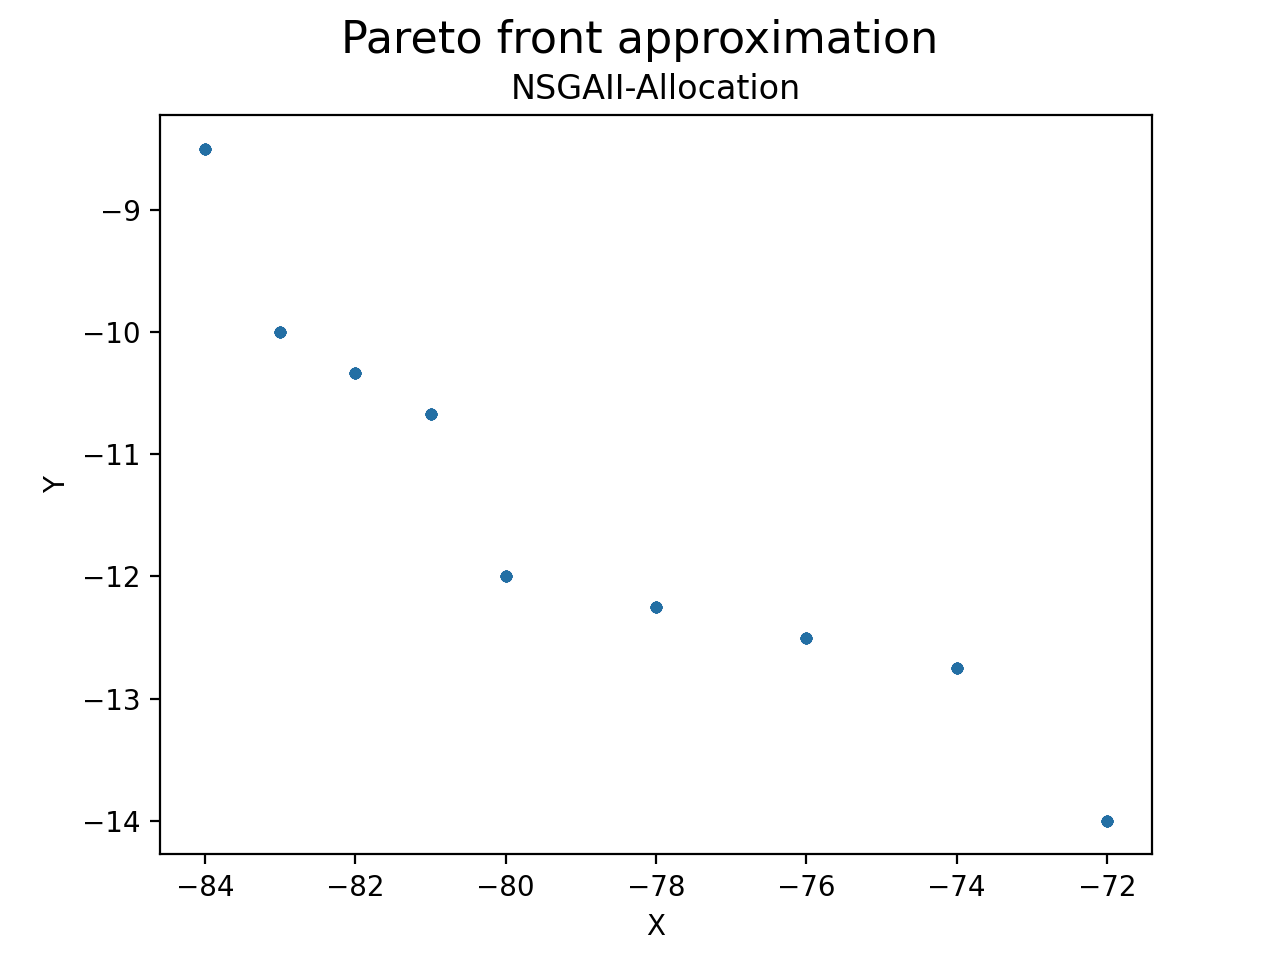 Pareto front approximation
NSGAII-Allocation
−9
−10
−11
−12
−13
−14
Y
−84 −82 −80 −78 −76 −74 −72
X